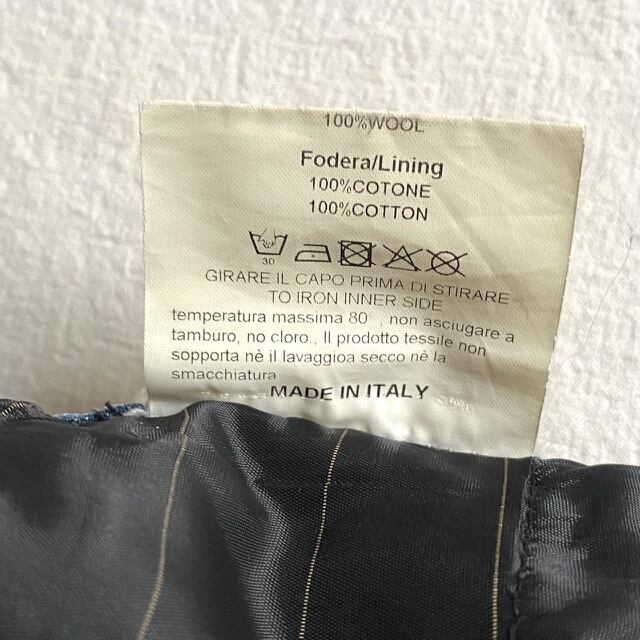 100%WOOL
Fodera/Lining
100%COTONE
100%COTTON
30
GIRARE IL CAPO PRIMA DI STIRARE
TO IRON INNER SIDE
temperatura massima 80° , non asciugare a
tamburo, no cloro., Il prodotto tessile non
sopporta nè il lavaggioa secco nè la
smacchiatura
MADE IN ITALY